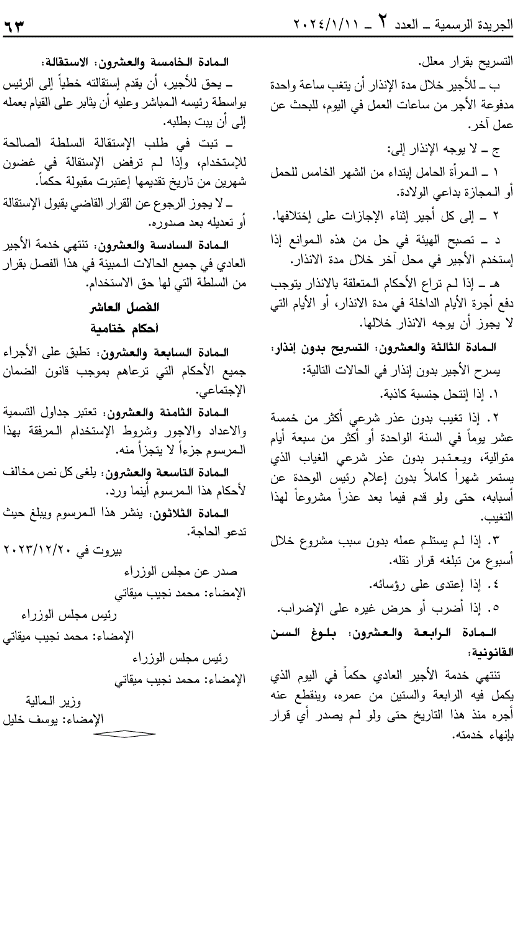 الجريدة الرسمية ــ العدد ٢ ــ ٢٠٢٤/١/١١
٦٣
التسريح بقرار معلل.
ب ــ للأجير خلال مدة الإنذار أن يتغب ساعة واحدة
مدفوعة الأجر من ساعات العمل في اليوم، للبحث عن
عمل آخر.
ج ــ لا يوجه الإنذار إلى:
١ ــ المرأة الحامل إبتداء من الشهر الخامس للحمل
أو المجازة بداعي الولادة.
٢ ــ إلى كل أجير إثناء الإجازات على إختلافها.
د ــ تصبح الهيئة في حل من هذه الموانع إذا
إستخدم الأجير في محل آخر خلال مدة الانذار.
هـ ــ إذا لم تراع الأحكام المتعلقة بالانذار يتوجب
دفع أجرة الأيام الداخلة في مدة الانذار، أو الأيام التي
لا يجوز أن يوجه الانذار خلالها.
المادة الثالثة والعشرون: التسريح بدون إنذار:
يسرح الأجير بدون إنذار في الحالات التالية:
١. إذا إنتحل جنسية كاذبة.
٢. إذا تغيب بدون عذر شرعي أكثر من خمسة
عشر يوماً في السنة الواحدة أو أكثر من سبعة أيام
متوالية، ويعتبر بدون عذر شرعي الغياب الذي
يستمر شهراً كاملاً بدون إعلام رئيس الوحدة عن
أسبابه، حتى ولو قدم فيما بعد عذراً مشروعاً لهذا
التغيب.
٣. إذا لم يستلم عمله بدون سبب مشروع خلال
أسبوع من تبلغه قرار نقله.
٤. إذا إعتدى على رؤسائه.
٥. إذا أضرب أو حرض غيره على الإضراب.
المادة الرابعة والعشرون: بلوغ السن
القانونية:
تنتهي خدمة الأجير العادي حكماً في اليوم الذي
يكمل فيه الرابعة والستين من عمره، وينقطع عنه
أجره منذ هذا التاريخ حتى ولو لم يصدر أي قرار
بإنهاء خدمته.
المادة الخامسة والعشرون: الاستقالة:
ــ يحق للأجير، أن يقدم إستقالته خطياً إلى الرئيس
بواسطة رئيسه المباشر وعليه أن يثابر على القيام بعمله
إلى أن يبت بطلبه.
ــ تبت في طلب الإستقالة السلطة الصالحة
للإستخدام، وإذا لم ترفض الإستقالة في غضون
شهرين من تاريخ تقديمها إعتبرت مقبولة حكماً.
ــ لا يجوز الرجوع عن القرار القاضي بقبول الإستقالة
أو تعديله بعد صدوره.
المادة السادسة والعشرون: تنتهي خدمة الأجير
العادي في جميع الحالات المبينة في هذا الفصل بقرار
من السلطة التي لها حق الاستخدام.
الفصل العاشر
أحكام ختامية
المادة السابعة والعشرون: تطبق على الأجراء
جميع الأحكام التي ترعاهم بموجب قانون الضمان
الإجتماعي.
المادة الثامنة والعشرون: تعتبر جداول التسمية
والاعداد والاجور وشروط الإستخدام المرفقة بهذا
المرسوم جزءاً لا يتجزأ منه.
المادة التاسعة والعشرون: يلغى كل نص مخالف
لأحكام هذا المرسوم أينما ورد.
المادة الثلاثون: ينشر هذا المرسوم ويبلغ حيث
تدعو الحاجة.
بيروت في ٢٠٢٣/١٢/٢٠
صدر عن مجلس الوزراء
الإمضاء: محمد نجيب ميقاتي
رئيس مجلس الوزراء
الإمضاء: محمد نجيب ميقاتي
رئيس مجلس الوزراء
الإمضاء: محمد نجيب ميقاتي
وزير المالية
الإمضاء: يوسف خليل